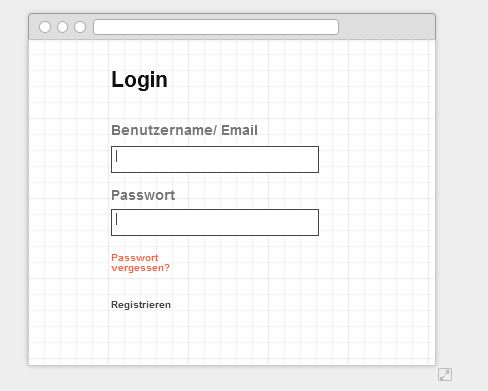 Login
Benutzername/ Email
Passwort
Passwort
vergessen?
Registrieren